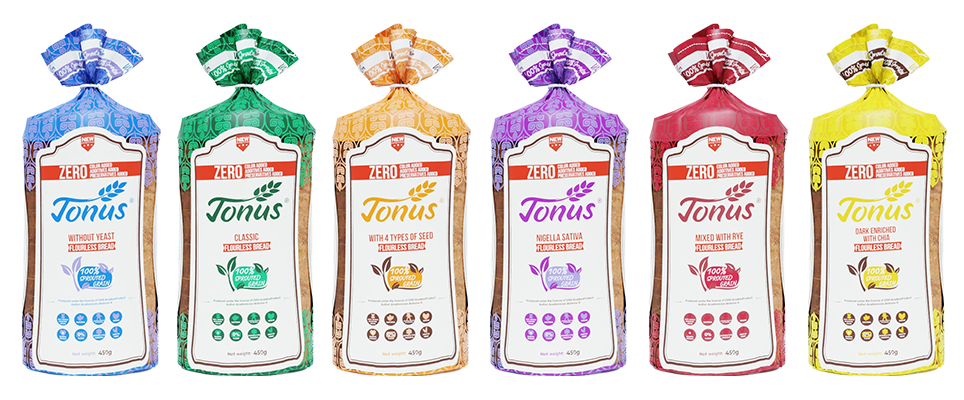 100% Sprouted
NEW
ZERO
COLOR ADDED
ADDITIVES ADDED
PRESERVATIVES ADDED
Tonus®
WITHOUT YEAST
FLOURLESS BREAD
100%
SPROUTED
GRAIN
Net weight: 450g
NEW
ZERO
COLOR ADDED
ADDITIVES ADDED
PRESERVATIVES ADDED
Tonus®
CLASSIC
FLOURLESS BREAD
100%
SPROUTED
GRAIN
Net weight: 450g
NEW
ZERO
COLOR ADDED
ADDITIVES ADDED
PRESERVATIVES ADDED
Tonus®
WITH 4 TYPES OF SEED
FLOURLESS BREAD
100%
SPROUTED
GRAIN
Net weight: 450g
NEW
ZERO
COLOR ADDED
ADDITIVES ADDED
PRESERVATIVES ADDED
Tonus®
NIGELLA SATIVA
FLOURLESS BREAD
100%
SPROUTED
GRAIN
Net weight: 450g
NEW
ZERO
COLOR ADDED
ADDITIVES ADDED
PRESERVATIVES ADDED
Tonus®
MIXED WITH RYE
FLOURLESS BREAD
100%
SPROUTED
GRAIN
Net weight: 450g
NEW
ZERO
COLOR ADDED
ADDITIVES ADDED
PRESERVATIVES ADDED
Tonus®
DARK ENRICHED
WITH CHIA
FLOURLESS BREAD
100%
SPROUTED
GRAIN
Net weight: 450g